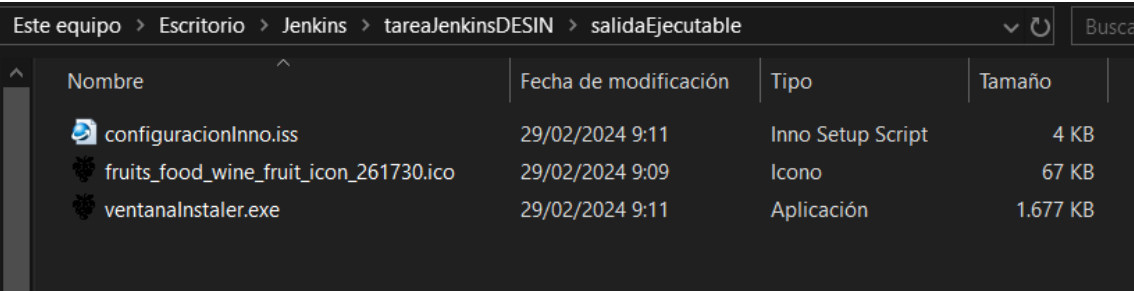 Este equipo > Escritorio > Jenkins > tareaJenkinsDESIN > salidaEjecutable Busca
Nombre Fecha de modificación Tipo Tamaño
configuracionInno.iss 29/02/2024 9:11 Inno Setup Script 4 KB
fruits_food_wine_fruit_icon_261730.ico 29/02/2024 9:09 Icono 67 KB
ventanaInstaler.exe 29/02/2024 9:11 Aplicación 1.677 KB